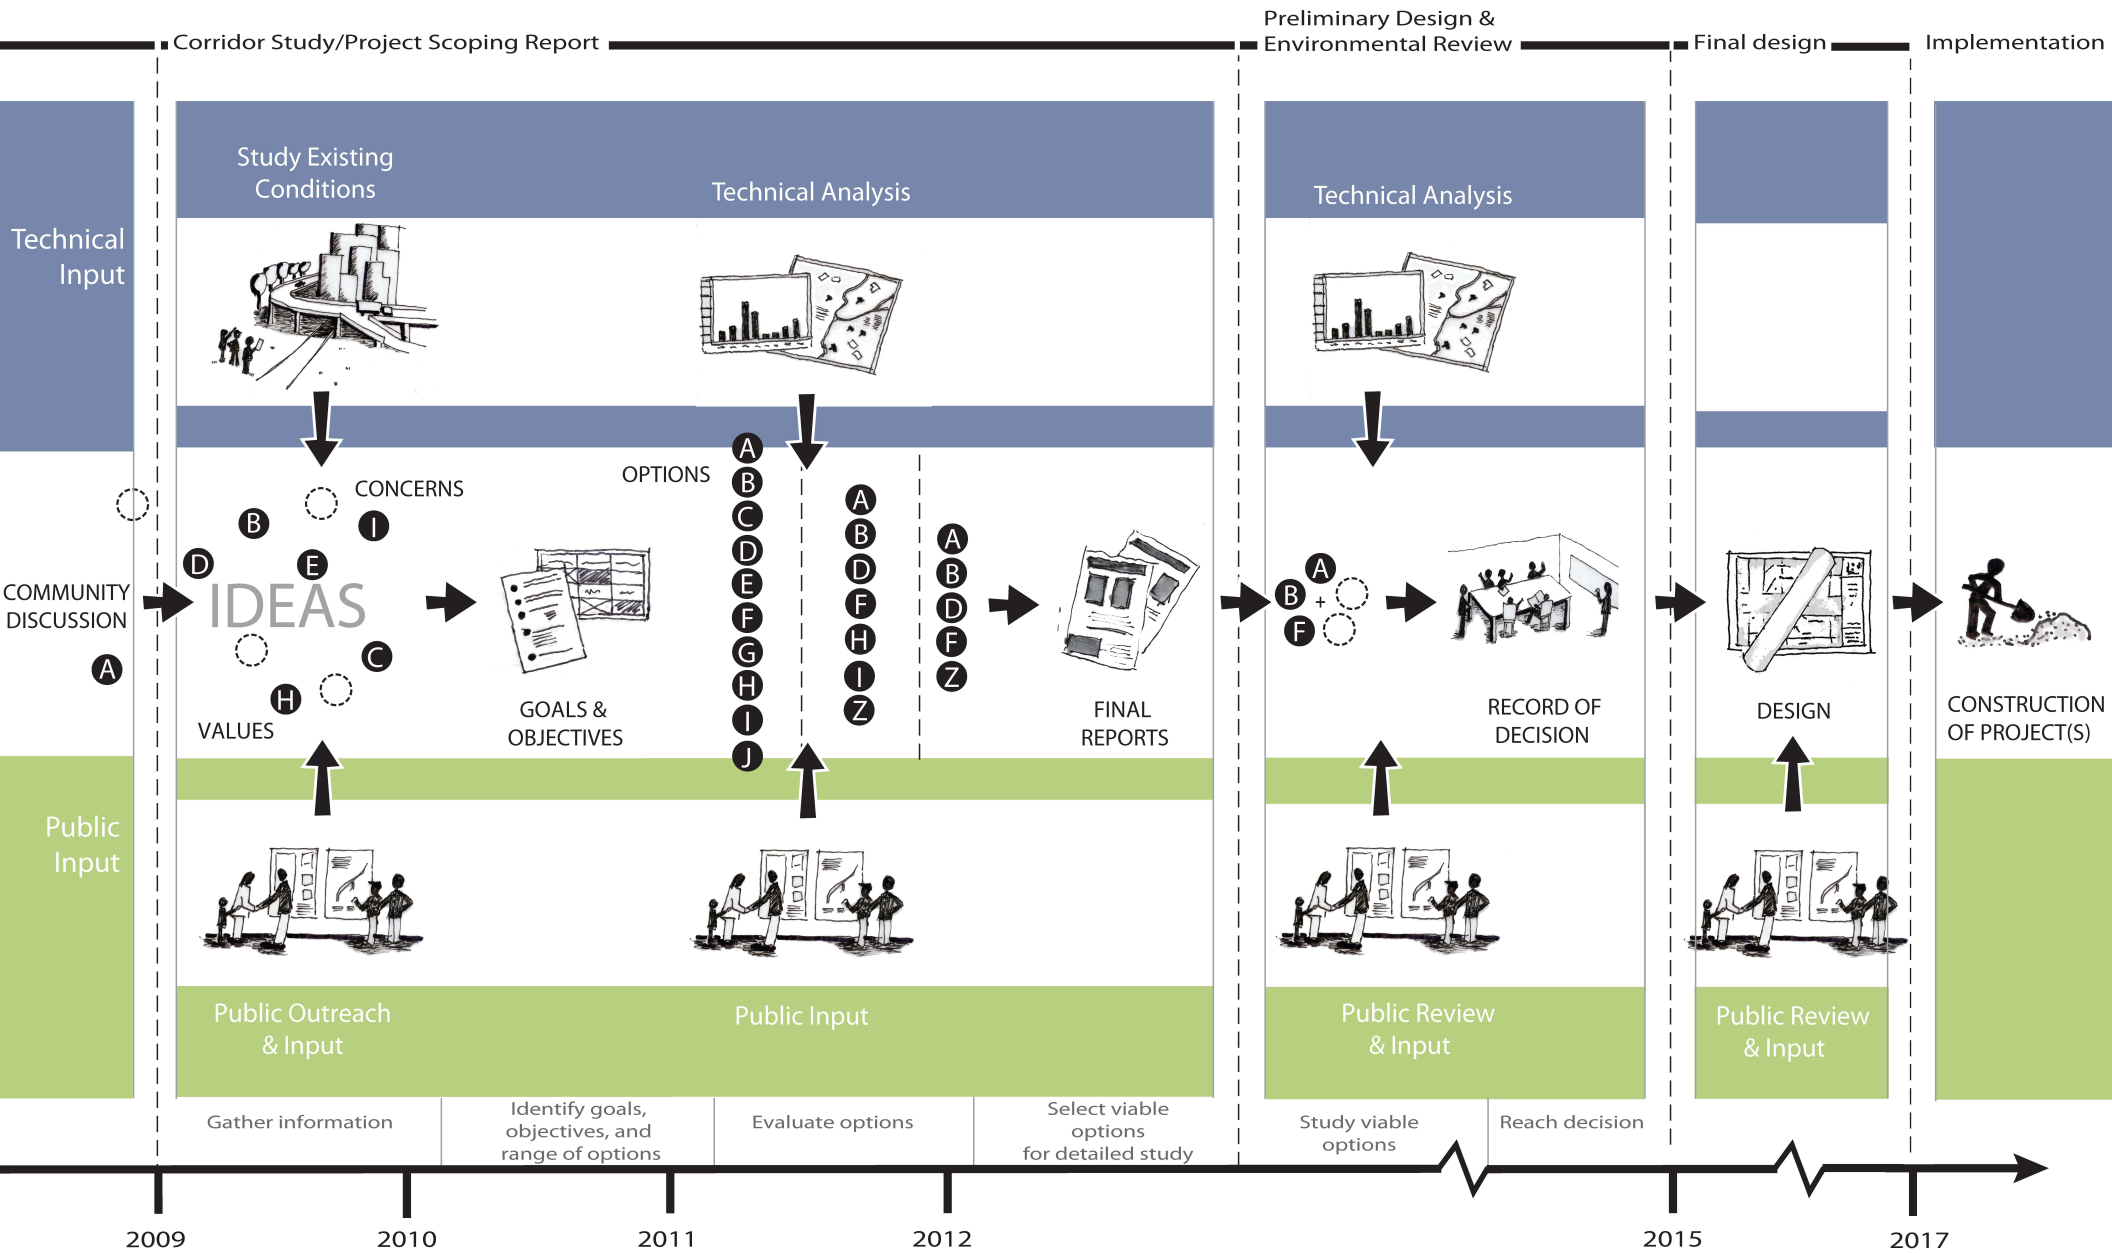 Corridor Study/Project Scoping Report
Preliminary Design &
Environmental Review
Final design
Implementation
Technical
Input
Study Existing
Conditions
Technical Analysis
Technical Analysis
COMMUNITY
DISCUSSION
A
CONCERNS
B
I
D
E
IDEAS
C
H
VALUES
GOALS &
OBJECTIVES
OPTIONS
A
B
C
D
E
F
G
H
I
J
A
B
D
F
H
I
Z
A
B
D
F
Z
FINAL
REPORTS
A
B +
F
RECORD OF
DECISION
DESIGN
CONSTRUCTION
OF PROJECT(S)
Public
Input
Public Outreach
& Input
Public Input
Public Review
& Input
Public Review
& Input
Gather information
Identify goals,
objectives, and
range of options
Evaluate options
Select viable
options
for detailed study
Study viable
options
Reach decision
2009
2010
2011
2012
2015
2017